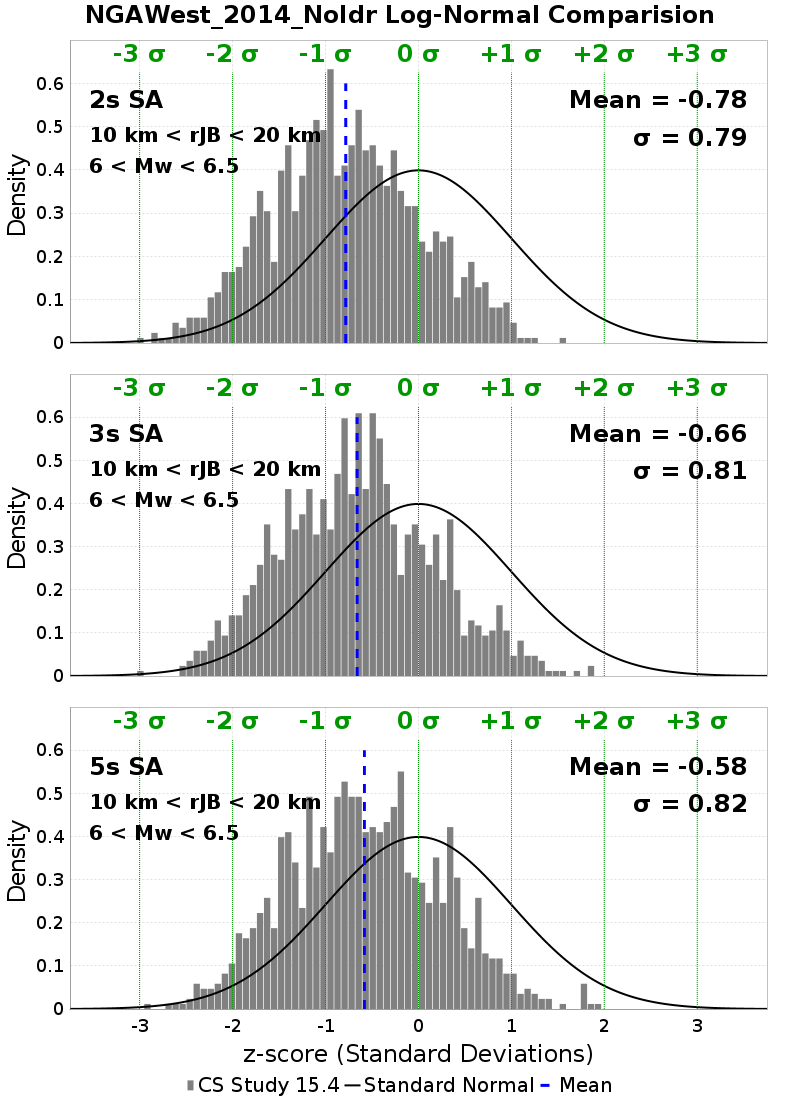 NGAWest_2014_NoIdr Log-Normal Comparision
-3 σ -2 σ -1 σ 0 σ +1 σ +2 σ +3 σ
2s SA Mean = -0.78
10 km < rJB < 20 km σ = 0.79
6 < Mw < 6.5
Density
0.6
0.5
0.4
0.3
0.2
0.1
0
-3 σ -2 σ -1 σ 0 σ +1 σ +2 σ +3 σ
3s SA Mean = -0.66
10 km < rJB < 20 km σ = 0.81
6 < Mw < 6.5
Density
0.6
0.5
0.4
0.3
0.2
0.1
0
-3 σ -2 σ -1 σ 0 σ +1 σ +2 σ +3 σ
5s SA Mean = -0.58
10 km < rJB < 20 km σ = 0.82
6 < Mw < 6.5
Density
0.6
0.5
0.4
0.3
0.2
0.1
0
-3 -2 -1 0 1 2 3
z-score (Standard Deviations)
CS Study 15.4 Standard Normal Mean